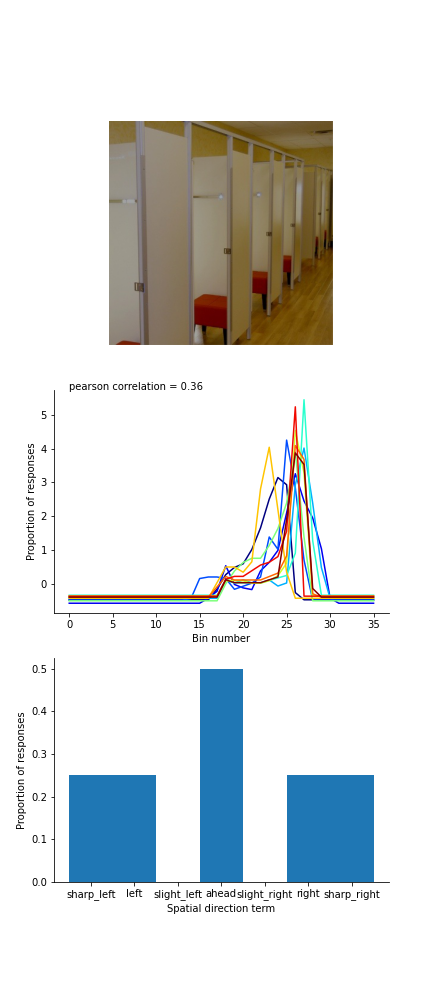 pearson correlation = 0.36
Proportion of responses
5
4
3
2
1
0
0 5 10 15 20 25 30 35
Bin number
Proportion of responses
0.5
0.4
0.3
0.2
0.1
0.0
sharp_left left slight_left ahead slight_right right sharp_right
Spatial direction term